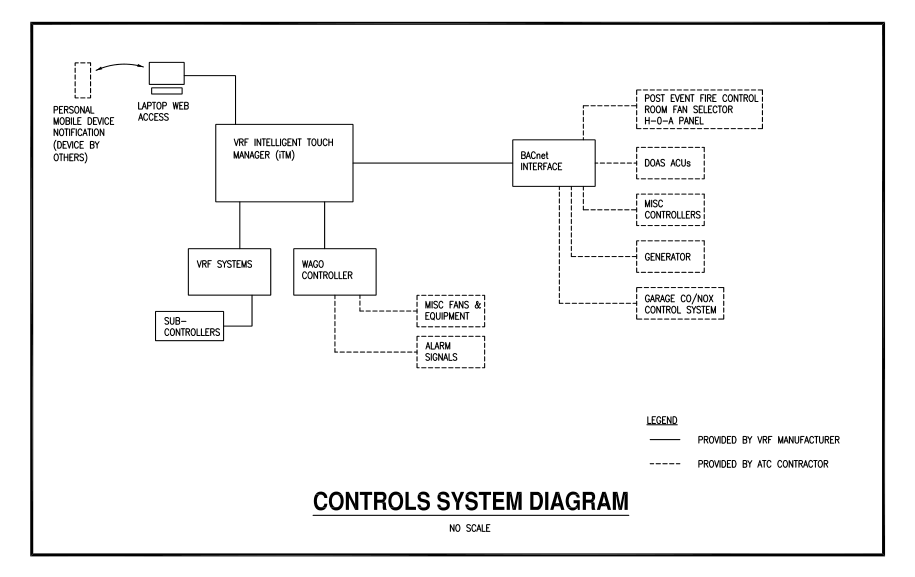 PERSONAL
MOBILE DEVICE
NOTIFICATION
(DEVICE BY
OTHERS)
LAPTOP WEB
ACCESS
VRF INTELLIGENT TOUCH
MANAGER (iTM)
BACnet
INTERFACE
POST EVENT FIRE CONTROL
ROOM FAN SELECTOR
H-O-A PANEL
DOAS ACUs
MISC
CONTROLLERS
GENERATOR
GARAGE CO/NOX
CONTROL SYSTEM
VRF SYSTEMS
WAGO
CONTROLLER
SUB-
CONTROLLERS
MISC FANS &
EQUIPMENT
ALARM
SIGNALS
LEGEND
PROVIDED BY VRF MANUFACTURER
PROVIDED BY ATC CONTRACTOR
CONTROLS SYSTEM DIAGRAM
NO SCALE